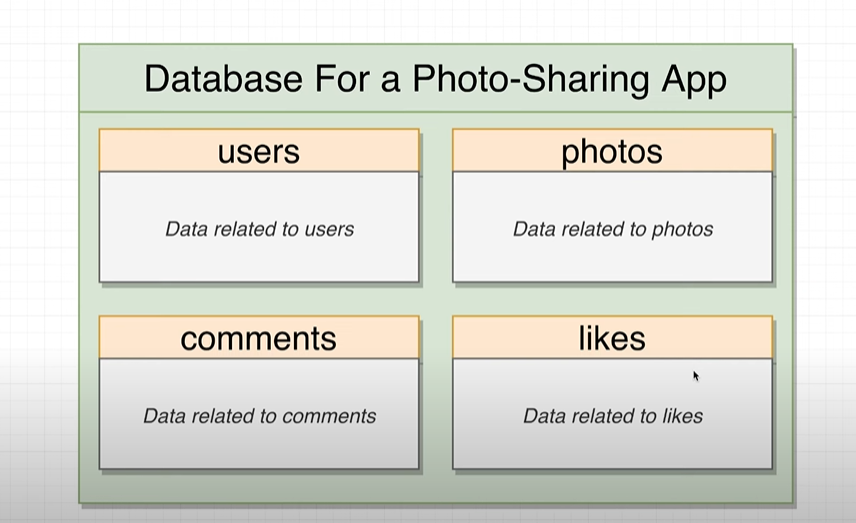 Database For a Photo-Sharing App
users
photos
Data related to users
Data related to photos
comments
likes
Data related to comments
Data related to likes